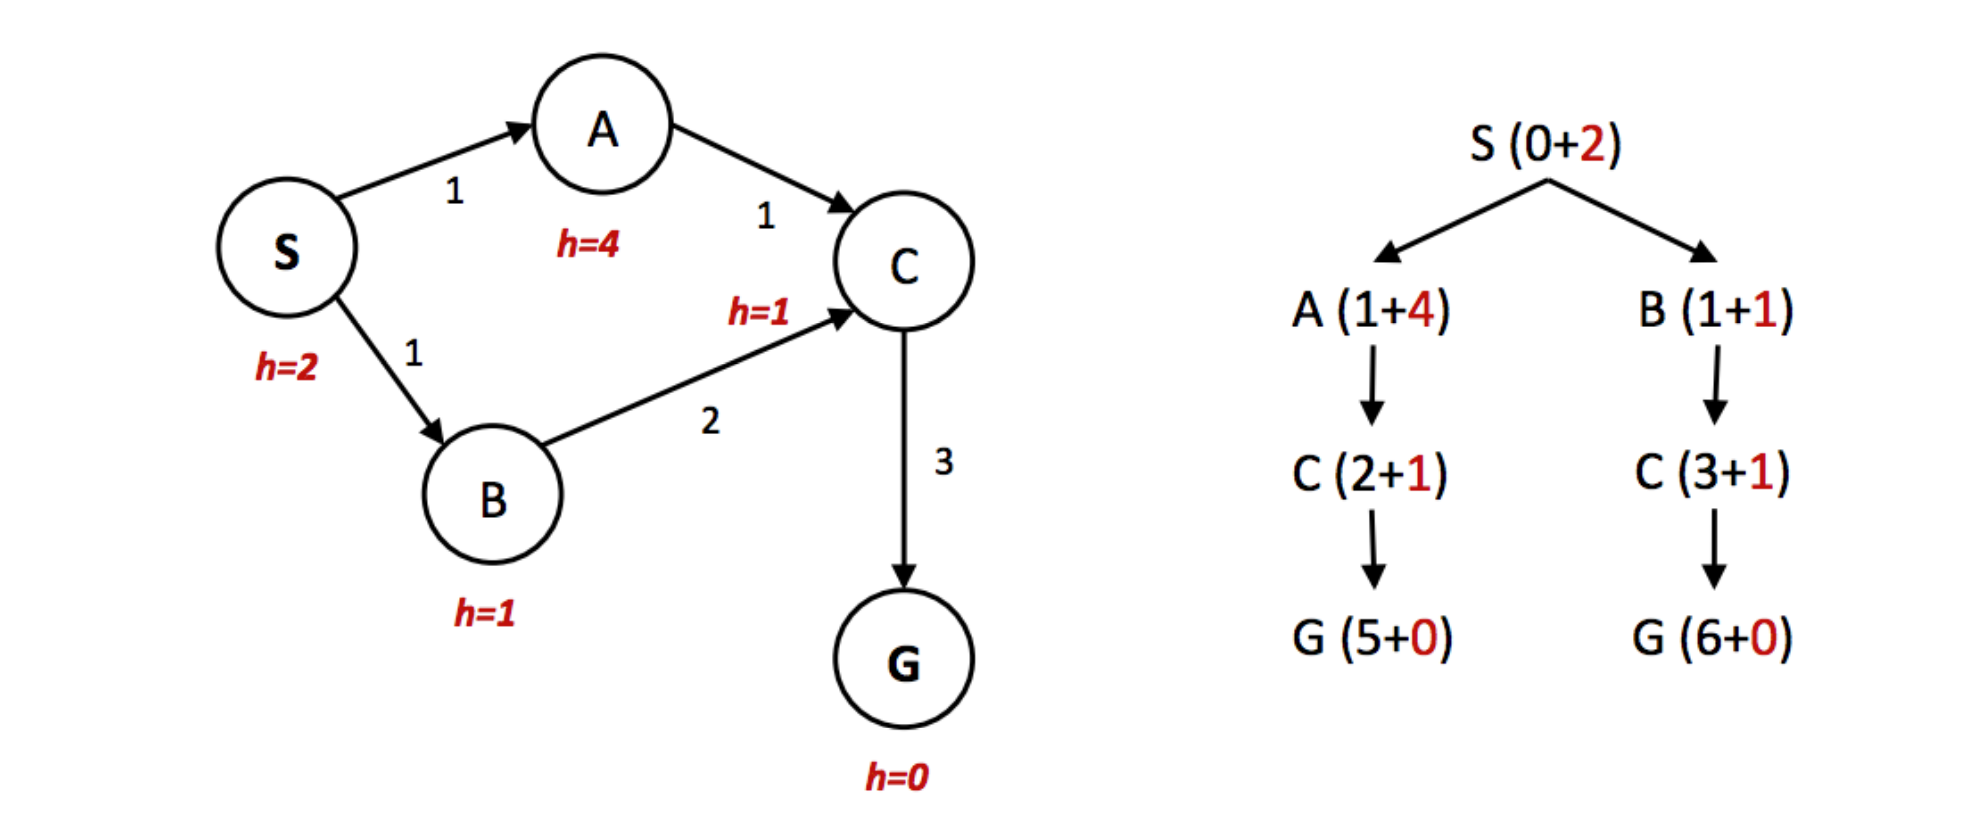 A
1
1
h=4
S
C
h=1
h=2
1
2
B
3
h=1
G
h=0
S (0+2)
A (1+4)
B (1+1)
C (2+1)
C (3+1)
G (5+0)
G (6+0)